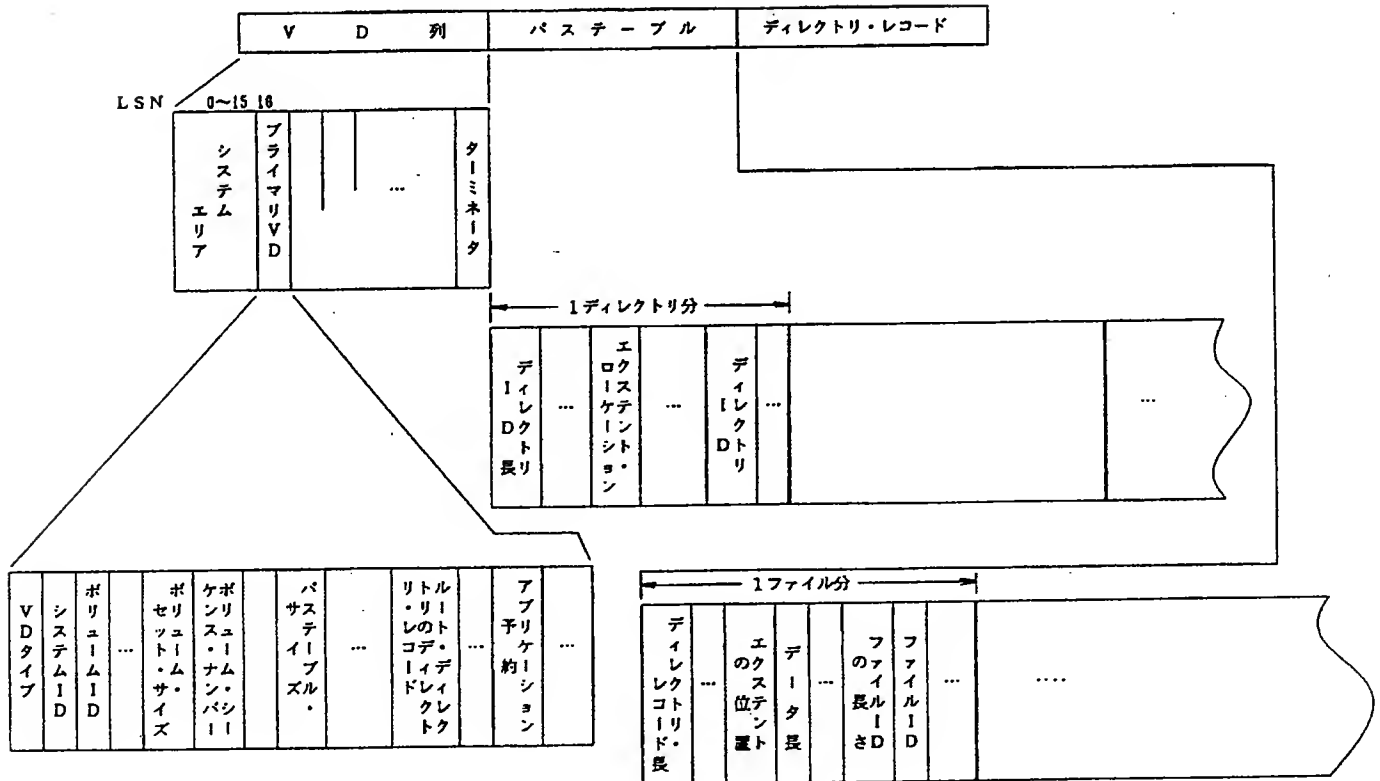 VD列
パステーブル
ディレクトリ・レコード
LSN 0~15 16
システム
エリア
プライマリVD
...
ターミネータ
1ディレクトリ分
ディレクトリ
ID長
...
エクステント・
ローケーション
...
ディレクトリ
ID
...
...
VDタイプ
システムID
ボリュームID
...
ボリューム・
セット・サイズ
ボリューム・シー
ケンス・ナンバー
パステーブル・
サイズ
...
ルート・ディレク
トリのディレクト
リ・レコード
...
アプリケーション
予約
...
1ファイル分
ディレクトリ・
レコード長
...
エクステント
の位置
データ長
...
ファイルID
の長さ
ファイルID
...
....